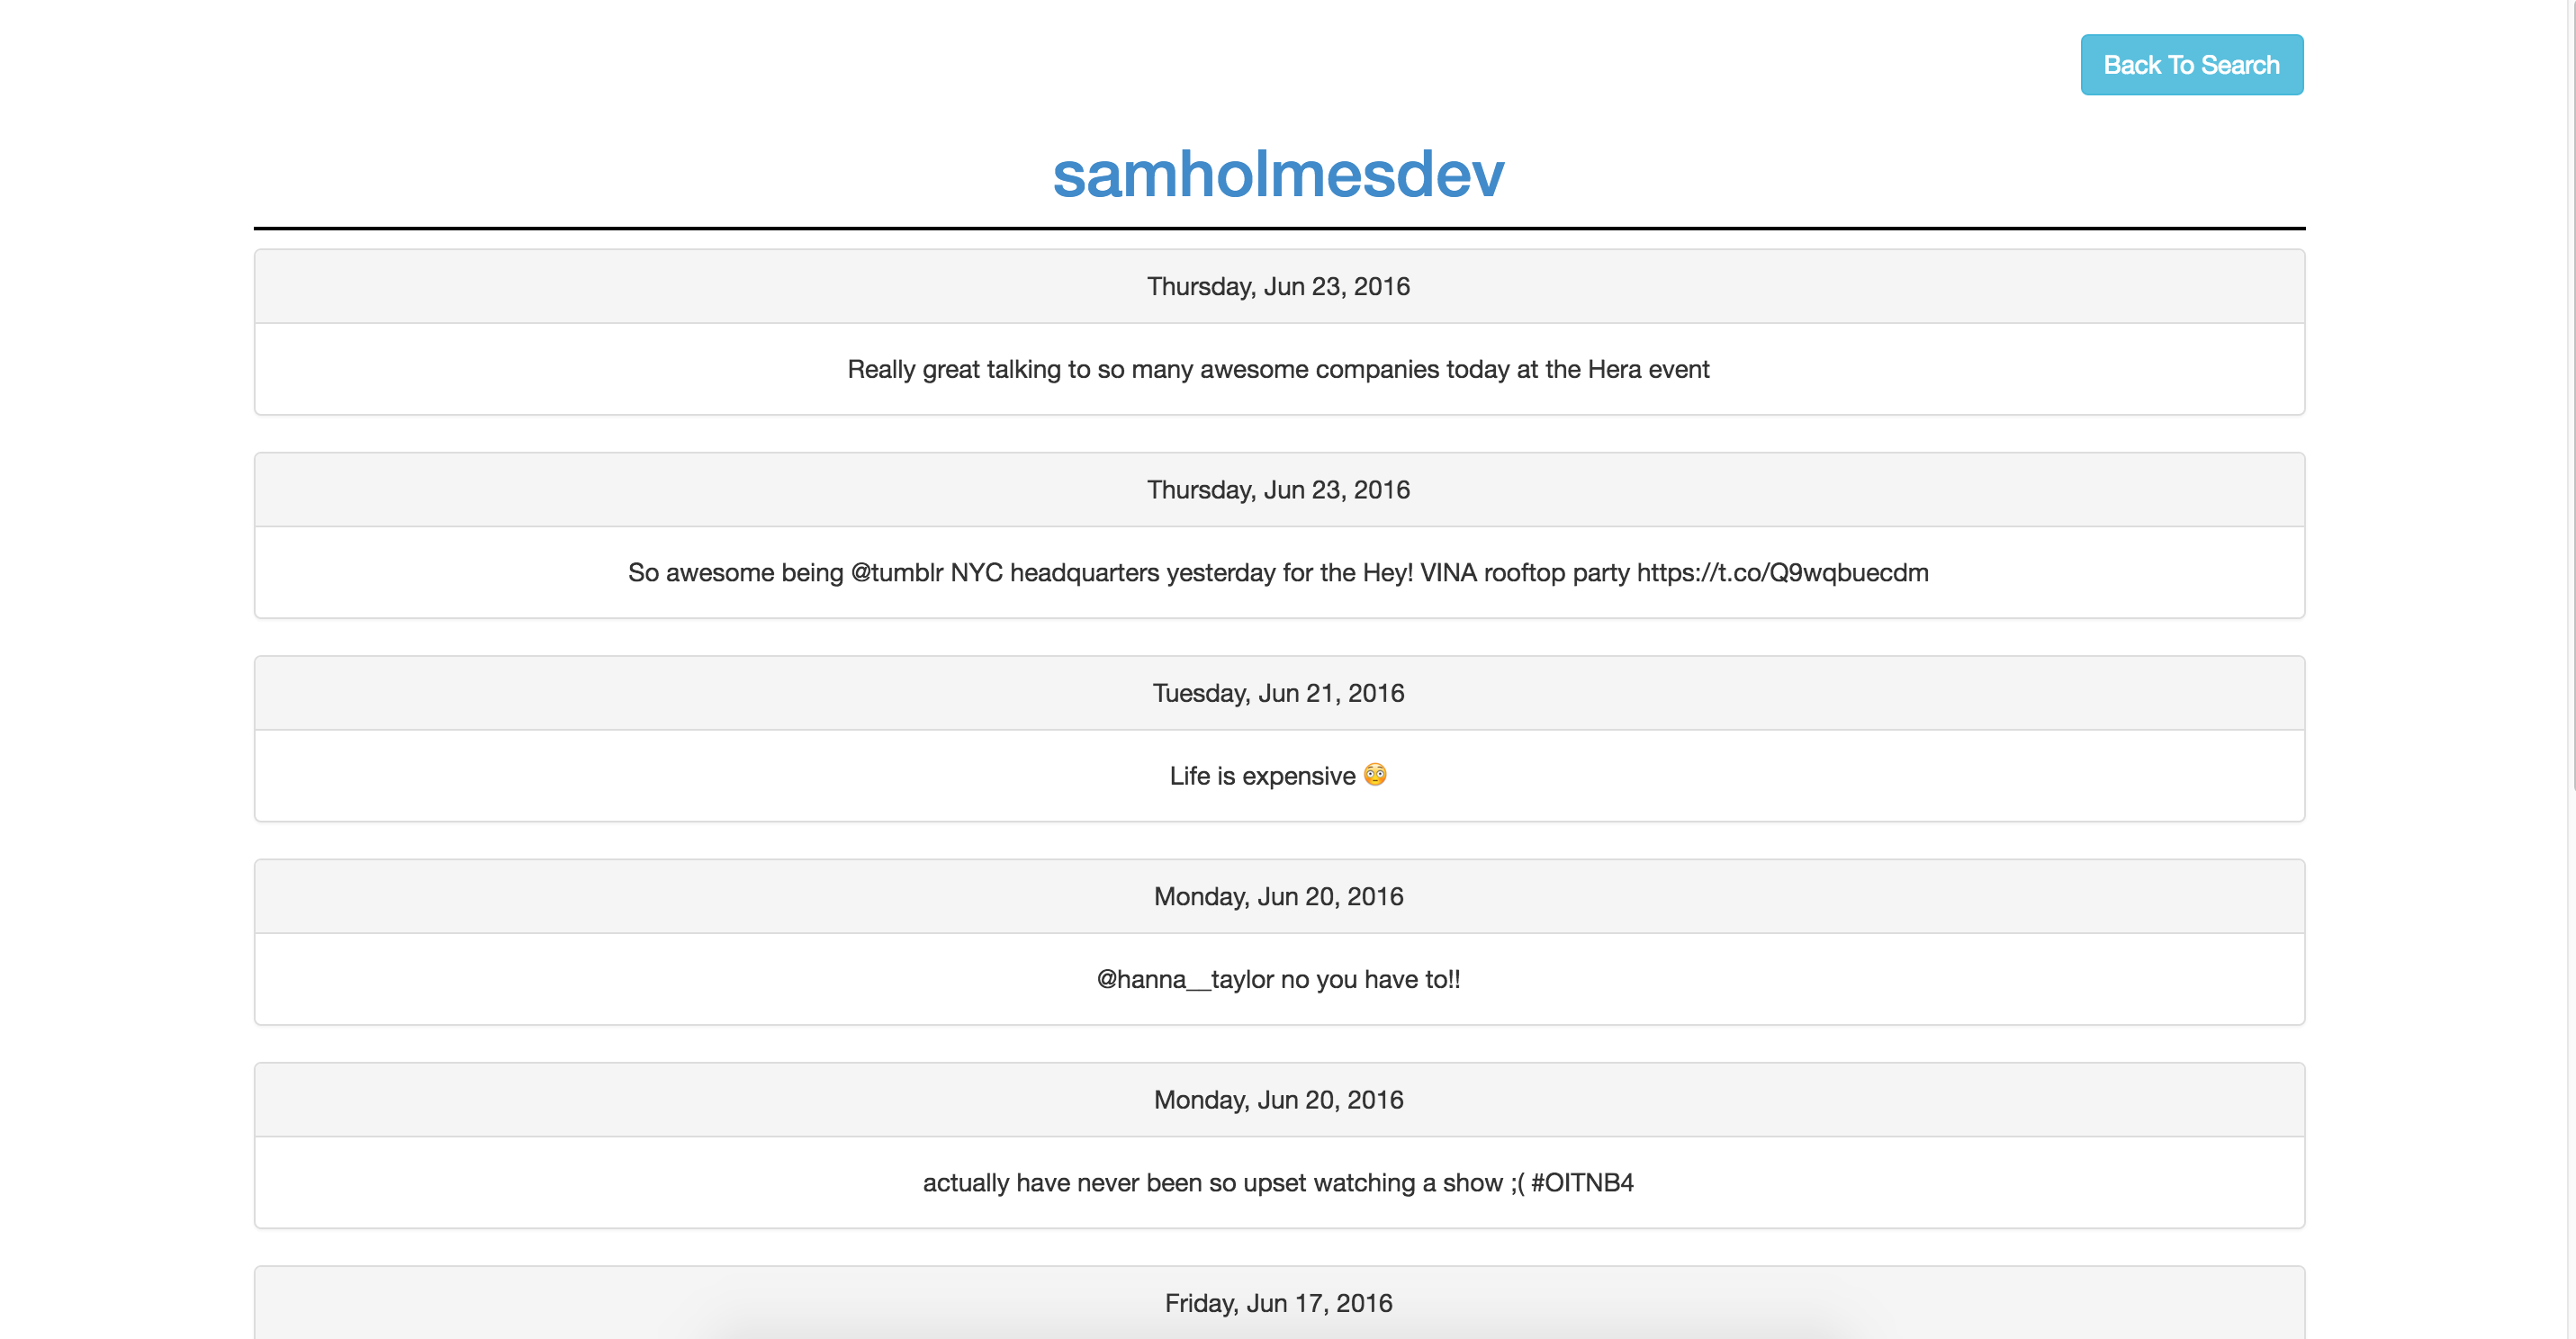 Back To Search
samholmesdev
Thursday, Jun 23, 2016
Really great talking to so many awesome companies today at the Hera event
Thursday, Jun 23, 2016
So awesome being @tumblr NYC headquarters yesterday for the Hey! VINA rooftop party https://t.co/Q9wqbuecdm
Tuesday, Jun 21, 2016
Life is expensive 😳
Monday, Jun 20, 2016
@hanna__taylor no you have to!!
Monday, Jun 20, 2016
actually have never been so upset watching a show ;( #OITNB4
Friday, Jun 17, 2016